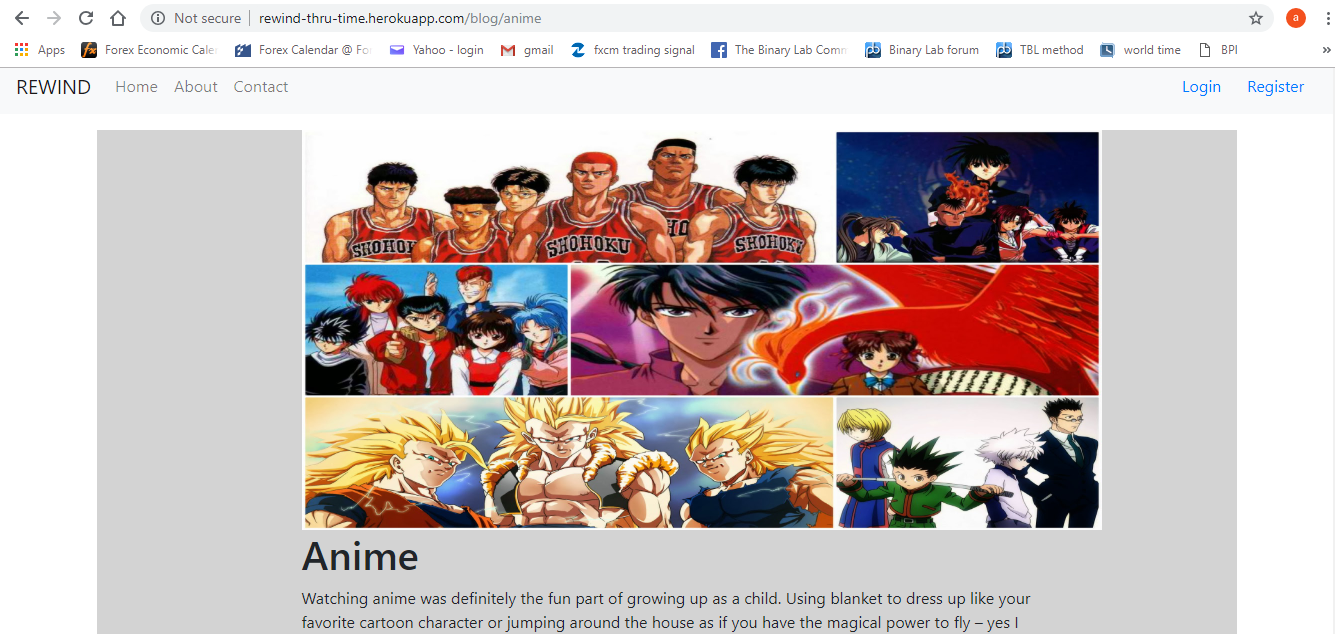 Not secure | rewind-thru-time.herokuapp.com/blog/anime a
Apps Forex Economic Cale Forex Calendar @ Fo Yahoo - login gmail fxcm trading signal The Binary Lab Comm Binary Lab forum TBL method world time BPI »
REWIND Home About Contact Login Register
SHOHOK SHOHOKU HO SHOHOKU
Anime
Watching anime was definitely the fun part of growing up as a child. Using blanket to dress up like your
favorite cartoon character or jumping around the house as if you have the magical power to fly – yes I